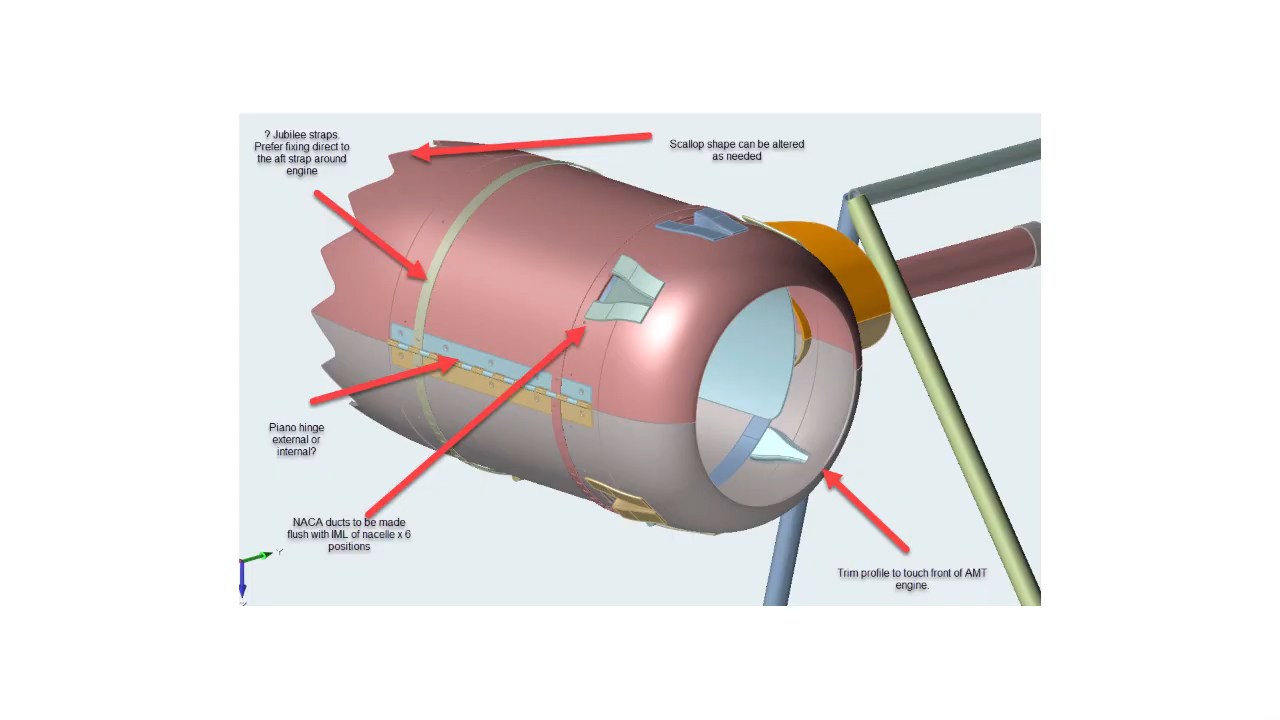 ? Jubilee straps.
Prefer fixing direct to
the aft strap around
engine
Scallop shape can be altered
as needed
Piano hinge
external or
internal?
NACA ducts to be made
flush with IML of nacelle x 6
positions
Trim profile to touch front of AMT
engine.
Y